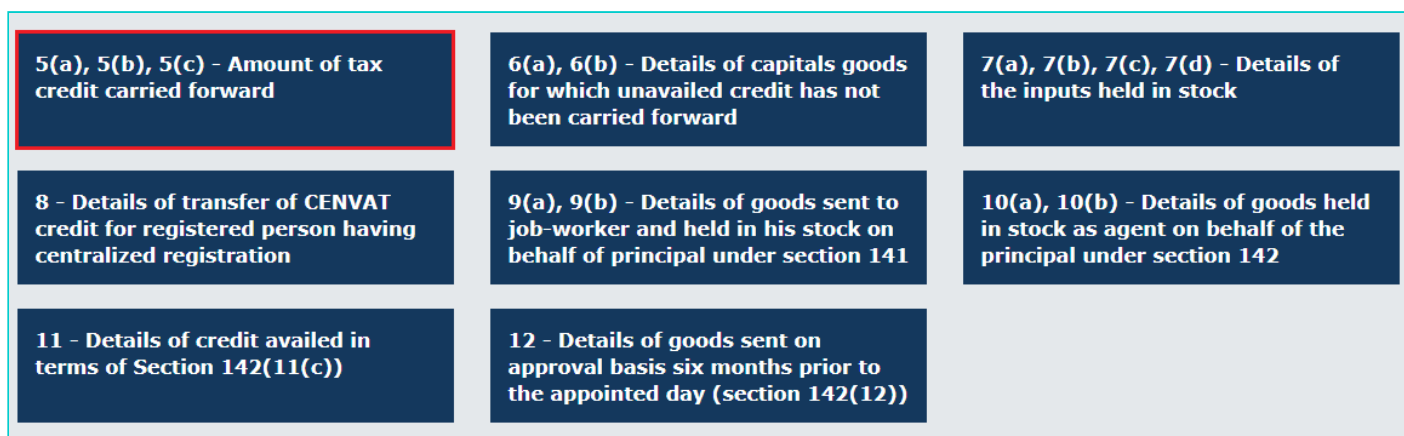 5(a), 5(b), 5(c) - Amount of tax
credit carried forward
6(a), 6(b) - Details of capitals goods
for which unavailed credit has not
been carried forward
7(a), 7(b), 7(c), 7(d) - Details of
the inputs held in stock
8 - Details of transfer of CENVAT
credit for registered person having
centralized registration
9(a), 9(b) - Details of goods sent to
job-worker and held in his stock on
behalf of principal under section 141
10(a), 10(b) - Details of goods held
in stock as agent on behalf of the
principal under section 142
11 - Details of credit availed in
terms of Section 142(11(c))
12 - Details of goods sent on
approval basis six months prior to
the appointed day (section 142(12))